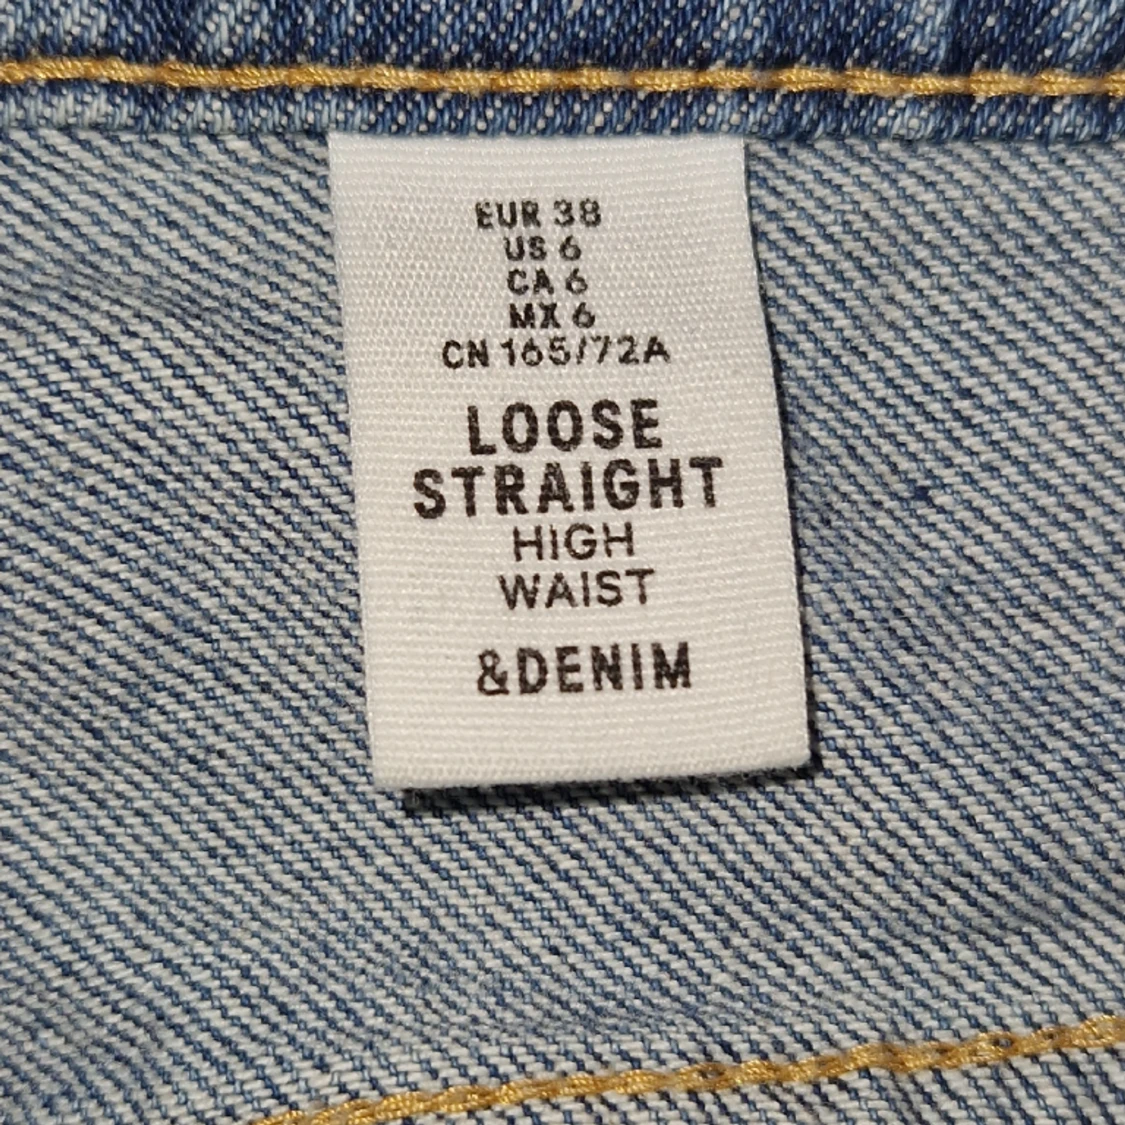 EUR 38
US 6
CA 6
MX 6
CN 165/72A
LOOSE
STRAIGHT
HIGH
WAIST
&DENIM